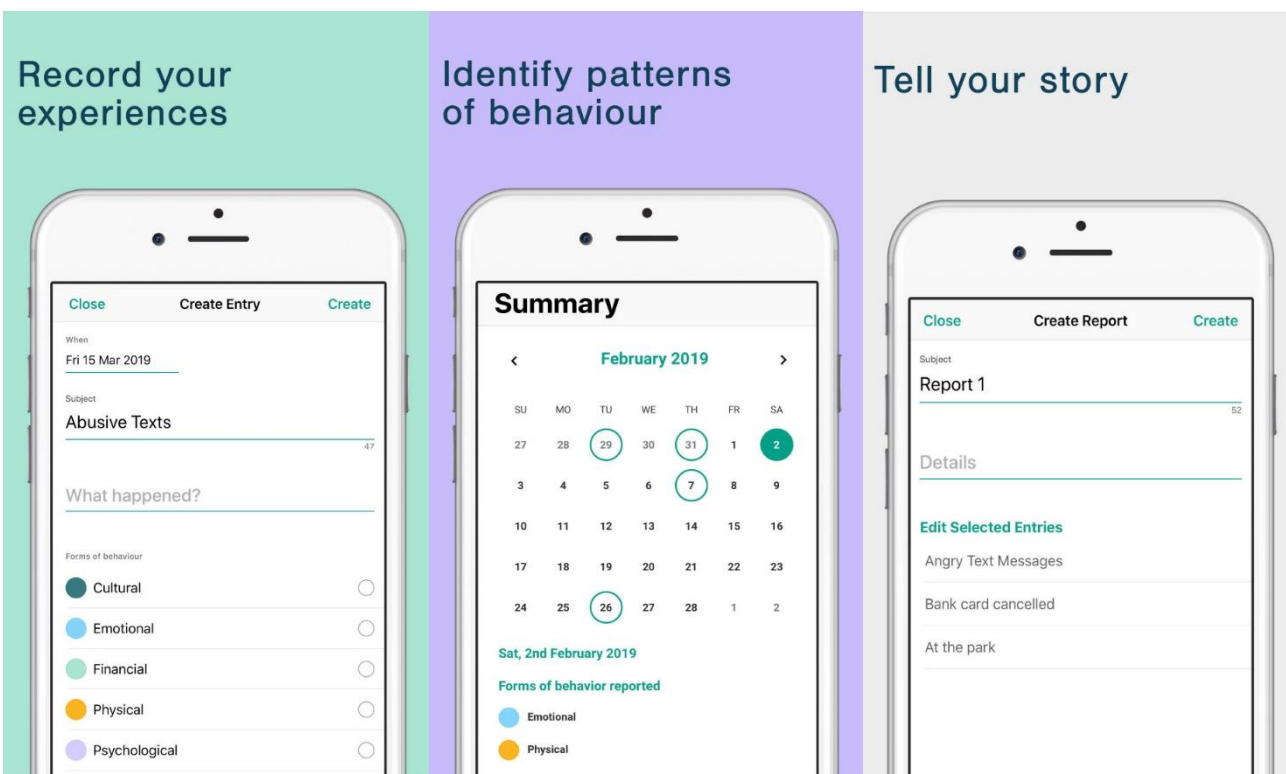 Record your
experiences
Close Create Entry Create
When
Fri 15 Mar 2019
Subject
Abusive Texts
47
What happened?
Forms of behaviour
Cultural
Emotional
Financial
Physical
Psychological
Identify patterns
of behaviour
Summary
‹ February 2019 ›
SU MO TU WE TH FR SA
27 28 29 30 31 1 2
3 4 5 6 7 8 9
10 11 12 13 14 15 16
17 18 19 20 21 22 23
24 25 26 27 28 1 2
Sat, 2nd February 2019
Forms of behavior reported
Emotional
Physical
Tell your story
Close Create Report Create
Subject
Report 1
52
Details
Edit Selected Entries
Angry Text Messages
Bank card cancelled
At the park